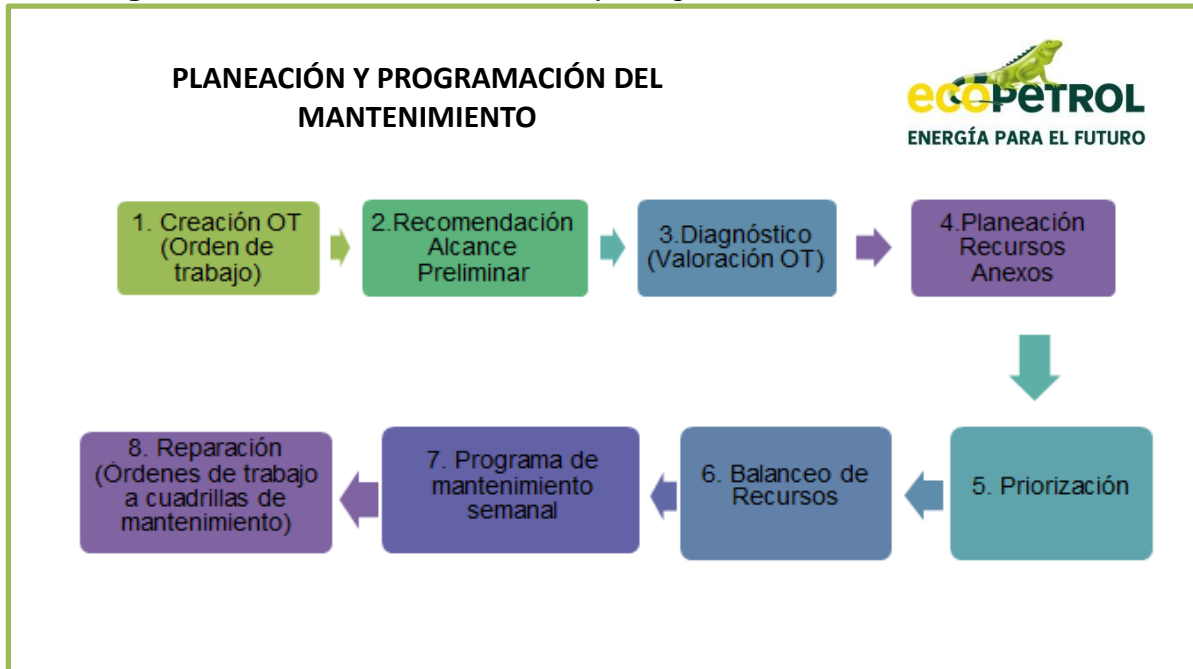 PLANEACIÓN Y PROGRAMACIÓN DEL
MANTENIMIENTO
ecoPETROL
ENERGÍA PARA EL FUTURO
1. Creación OT
(Orden de
trabajo)
2.Recomendación
Alcance
Preliminar
3.Diagnóstico
(Valoración OT)
4.Planeación
Recursos
Anexos
5. Priorización
6. Balanceo de
Recursos
7. Programa de
mantenimiento
semanal
8. Reparación
(Órdenes de trabajo
a cuadrillas de
mantenimiento)